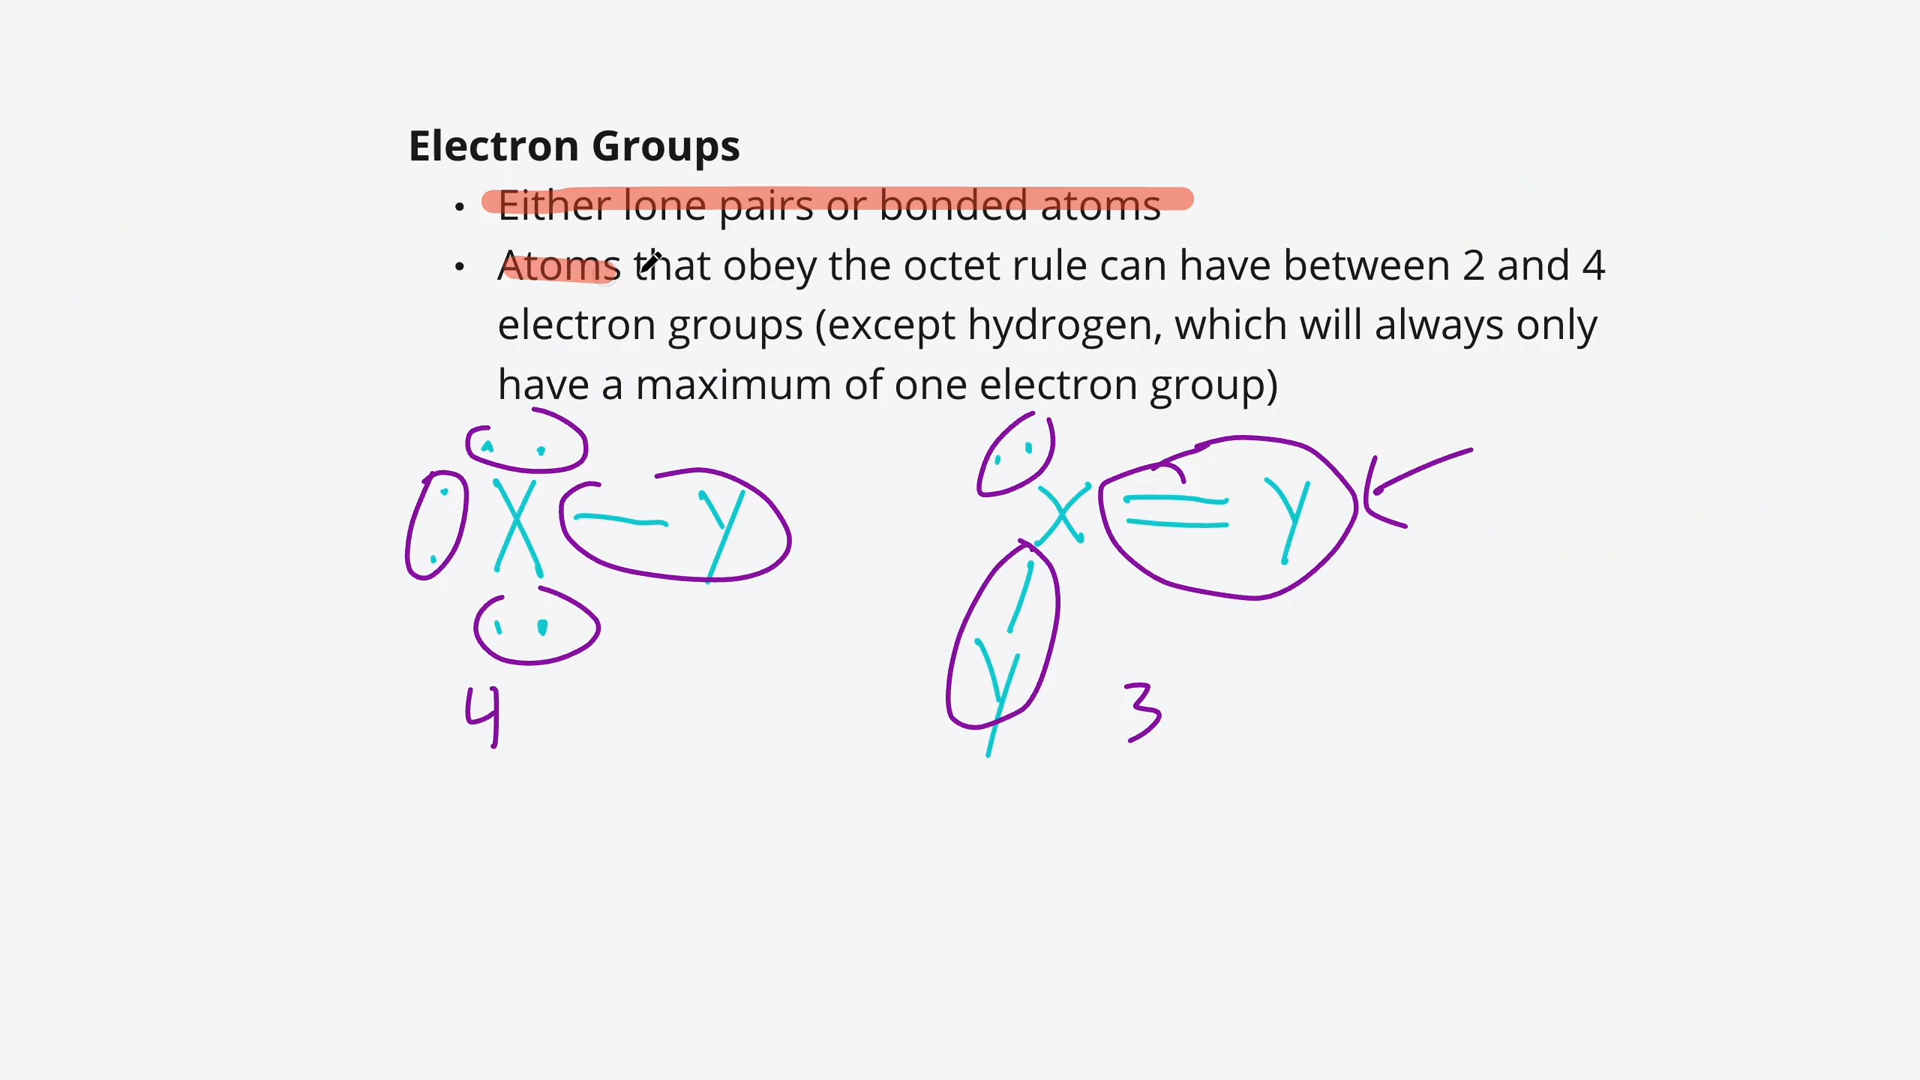 Electron Groups
• Either lone pairs or bonded atoms
• Atoms that obey the octet rule can have between 2 and 4
electron groups (except hydrogen, which will always only
have a maximum of one electron group)
X — Y
X = Y
Y
4
3